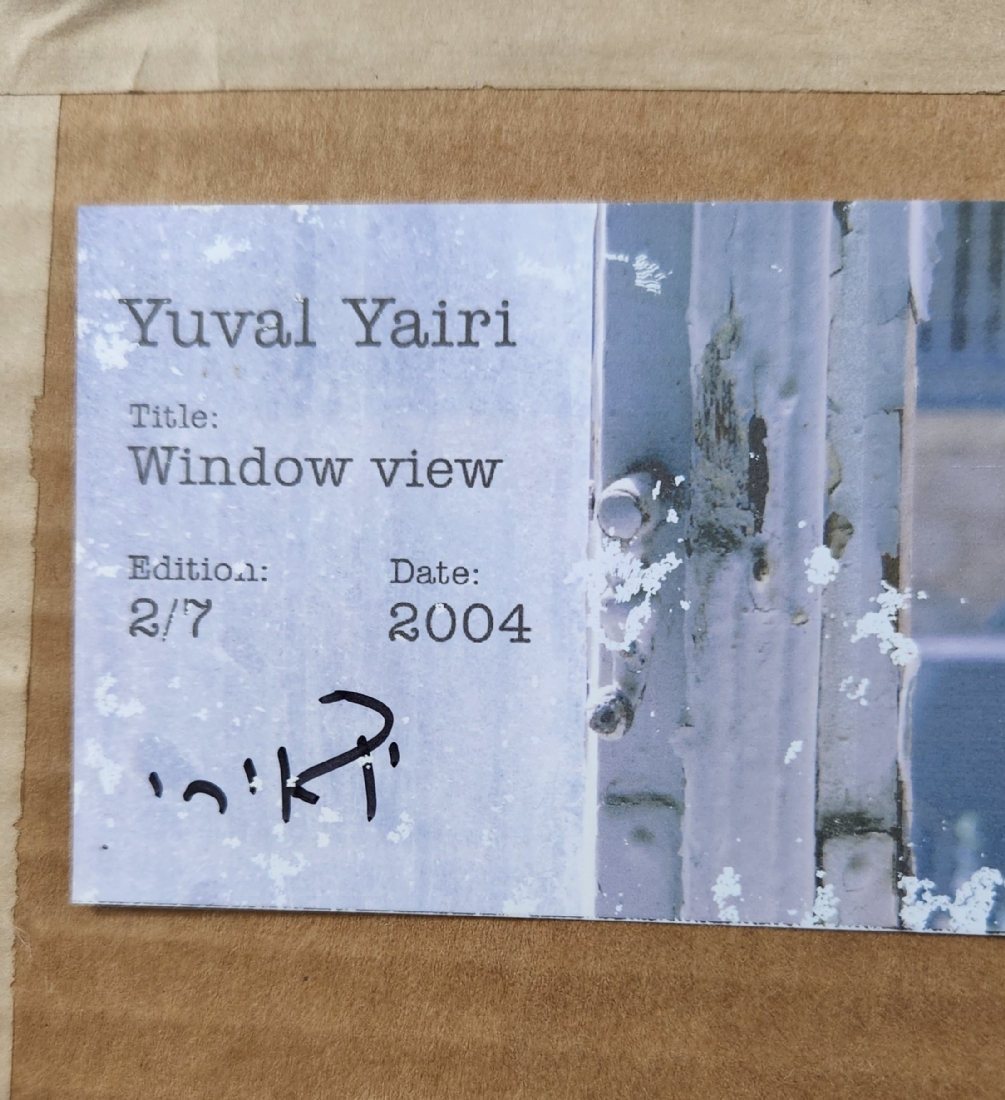 Yuval Yairi
Title:
Window view
Edition: Date:
2/7 2004